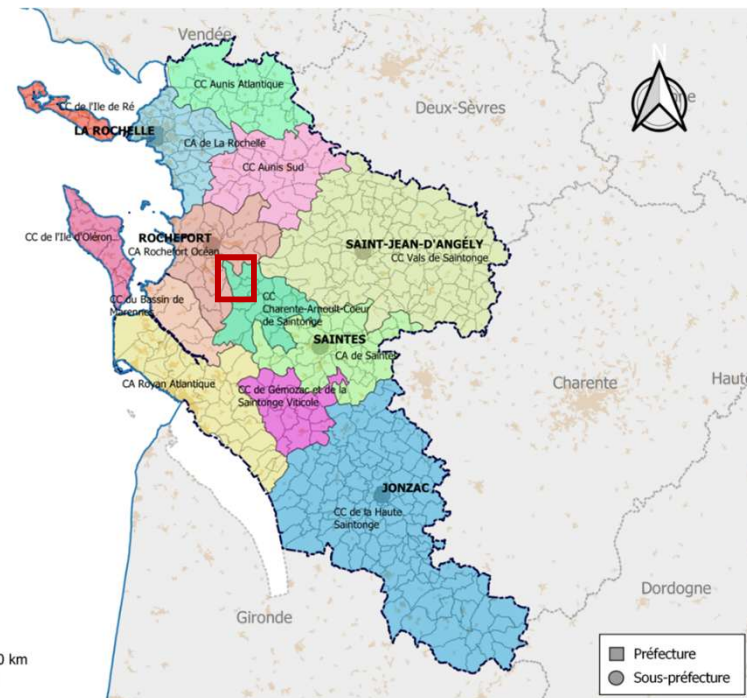 Vendée
CC Aunis Atlantique
CC de l'Ile de Ré
Deux-Sèvres
N
LA ROCHELLE
CA de La Rochelle
CC Aunis Sud
CC de l'Ile d'Oléron
ROCHEFORT
CA Rochefort Océan
SAINT-JEAN-D'ANGÉLY
CC Vals de Saintonge
CC du Bassin de
Marennes
CC
Charente-Arnoult-Coeur
de Saintonge
SAINTES
CA de Saintes
CA Royan Atlantique
CC de Gémozac et de la
Saintonge Viticole
Charente
Haut
JONZAC
CC de la Haute
Saintonge
Dordogne
Gironde
0 km
Préfecture
Sous-préfecture